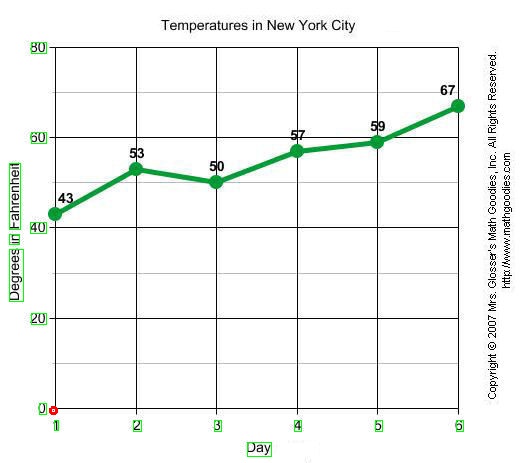 Temperatures in New York City
80
60
40
20
0
43
53
50
57
59
67
1 2 3 4 5 6
Day
Degrees in Fahrenheit
Copyright © 2007 Mrs. Glosser's Math Goodies, Inc. All Rights Reserved.
http://www.mathgoodies.com